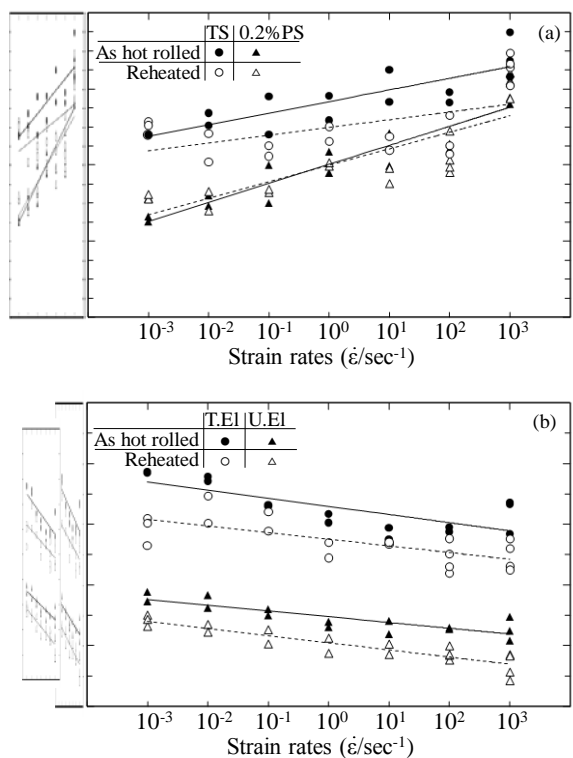 TS 0.2%PS (a)
As hot rolled
Reheated
10⁻³ 10⁻² 10⁻¹ 10⁰ 10¹ 10² 10³
Strain rates (ε̇/sec⁻¹)
T.El U.El (b)
As hot rolled
Reheated
10⁻³ 10⁻² 10⁻¹ 10⁰ 10¹ 10² 10³
Strain rates (ε̇/sec⁻¹)